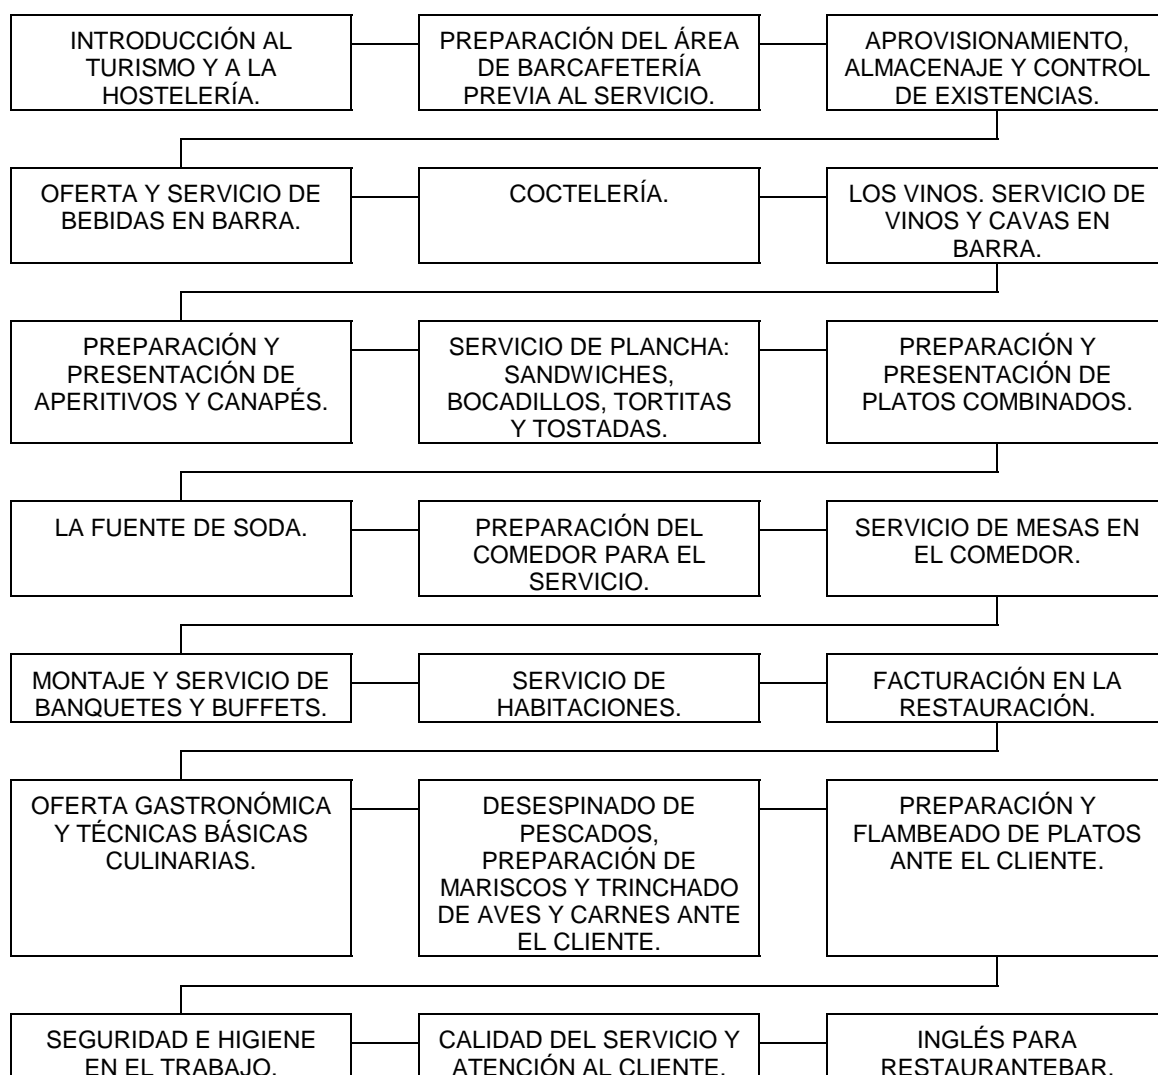 INTRODUCCIÓN AL
TURISMO Y A LA
HOSTELERÍA.
PREPARACIÓN DEL ÁREA
DE BARCAFETERÍA
PREVIA AL SERVICIO.
APROVISIONAMIENTO,
ALMACENAJE Y CONTROL
DE EXISTENCIAS.
OFERTA Y SERVICIO DE
BEBIDAS EN BARRA.
COCTELERÍA.
LOS VINOS. SERVICIO DE
VINOS Y CAVAS EN
BARRA.
PREPARACIÓN Y
PRESENTACIÓN DE
APERITIVOS Y CANAPÉS.
SERVICIO DE PLANCHA:
SANDWICHES,
BOCADILLOS, TORTITAS
Y TOSTADAS.
PREPARACIÓN Y
PRESENTACIÓN DE
PLATOS COMBINADOS.
LA FUENTE DE SODA.
PREPARACIÓN DEL
COMEDOR PARA EL
SERVICIO.
SERVICIO DE MESAS EN
EL COMEDOR.
MONTAJE Y SERVICIO DE
BANQUETES Y BUFFETS.
SERVICIO DE
HABITACIONES.
FACTURACIÓN EN LA
RESTAURACIÓN.
OFERTA GASTRONÓMICA
Y TÉCNICAS BÁSICAS
CULINARIAS.
DESESPINADO DE
PESCADOS,
PREPARACIÓN DE
MARISCOS Y TRINCHADO
DE AVES Y CARNES ANTE
EL CLIENTE.
PREPARACIÓN Y
FLAMBEADO DE PLATOS
ANTE EL CLIENTE.
SEGURIDAD E HIGIENE
EN EL TRABAJO.
CALIDAD DEL SERVICIO Y
ATENCIÓN AL CLIENTE.
INGLÉS PARA
RESTAURANTEBAR.